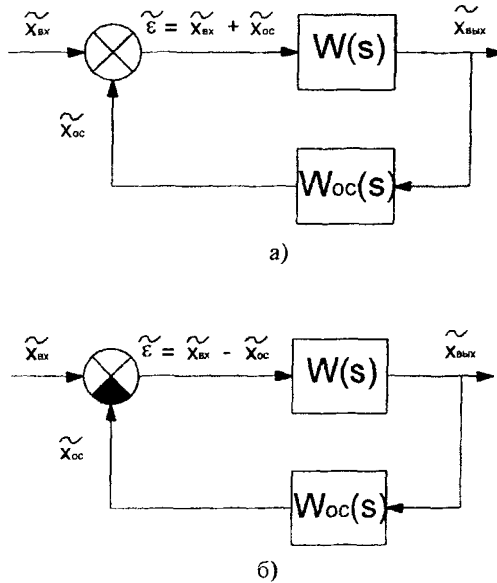 x̃вх
ε̃ = x̃вх + x̃ос
W(s)
x̃вых
x̃ос
Wос(s)
а)
x̃вх
ε̃ = x̃вх - x̃ос
W(s)
x̃вых
x̃ос
Wос(s)
б)